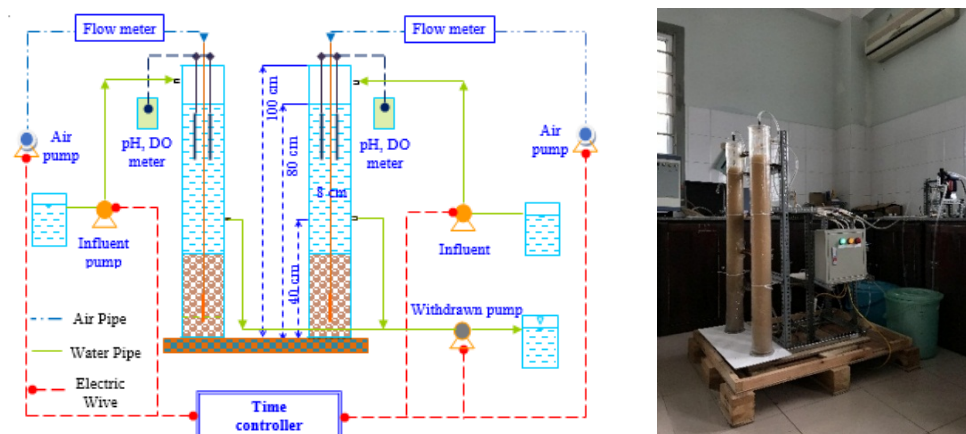 Flow meter
Flow meter
Air
pump
pH, DO
meter
100 cm
80 cm
8 cm
40 cm
pH, DO
meter
Air
pump
Influent
pump
Influent
Withdrawn pump
Air Pipe
Water Pipe
Electric
Wive
Time
controller